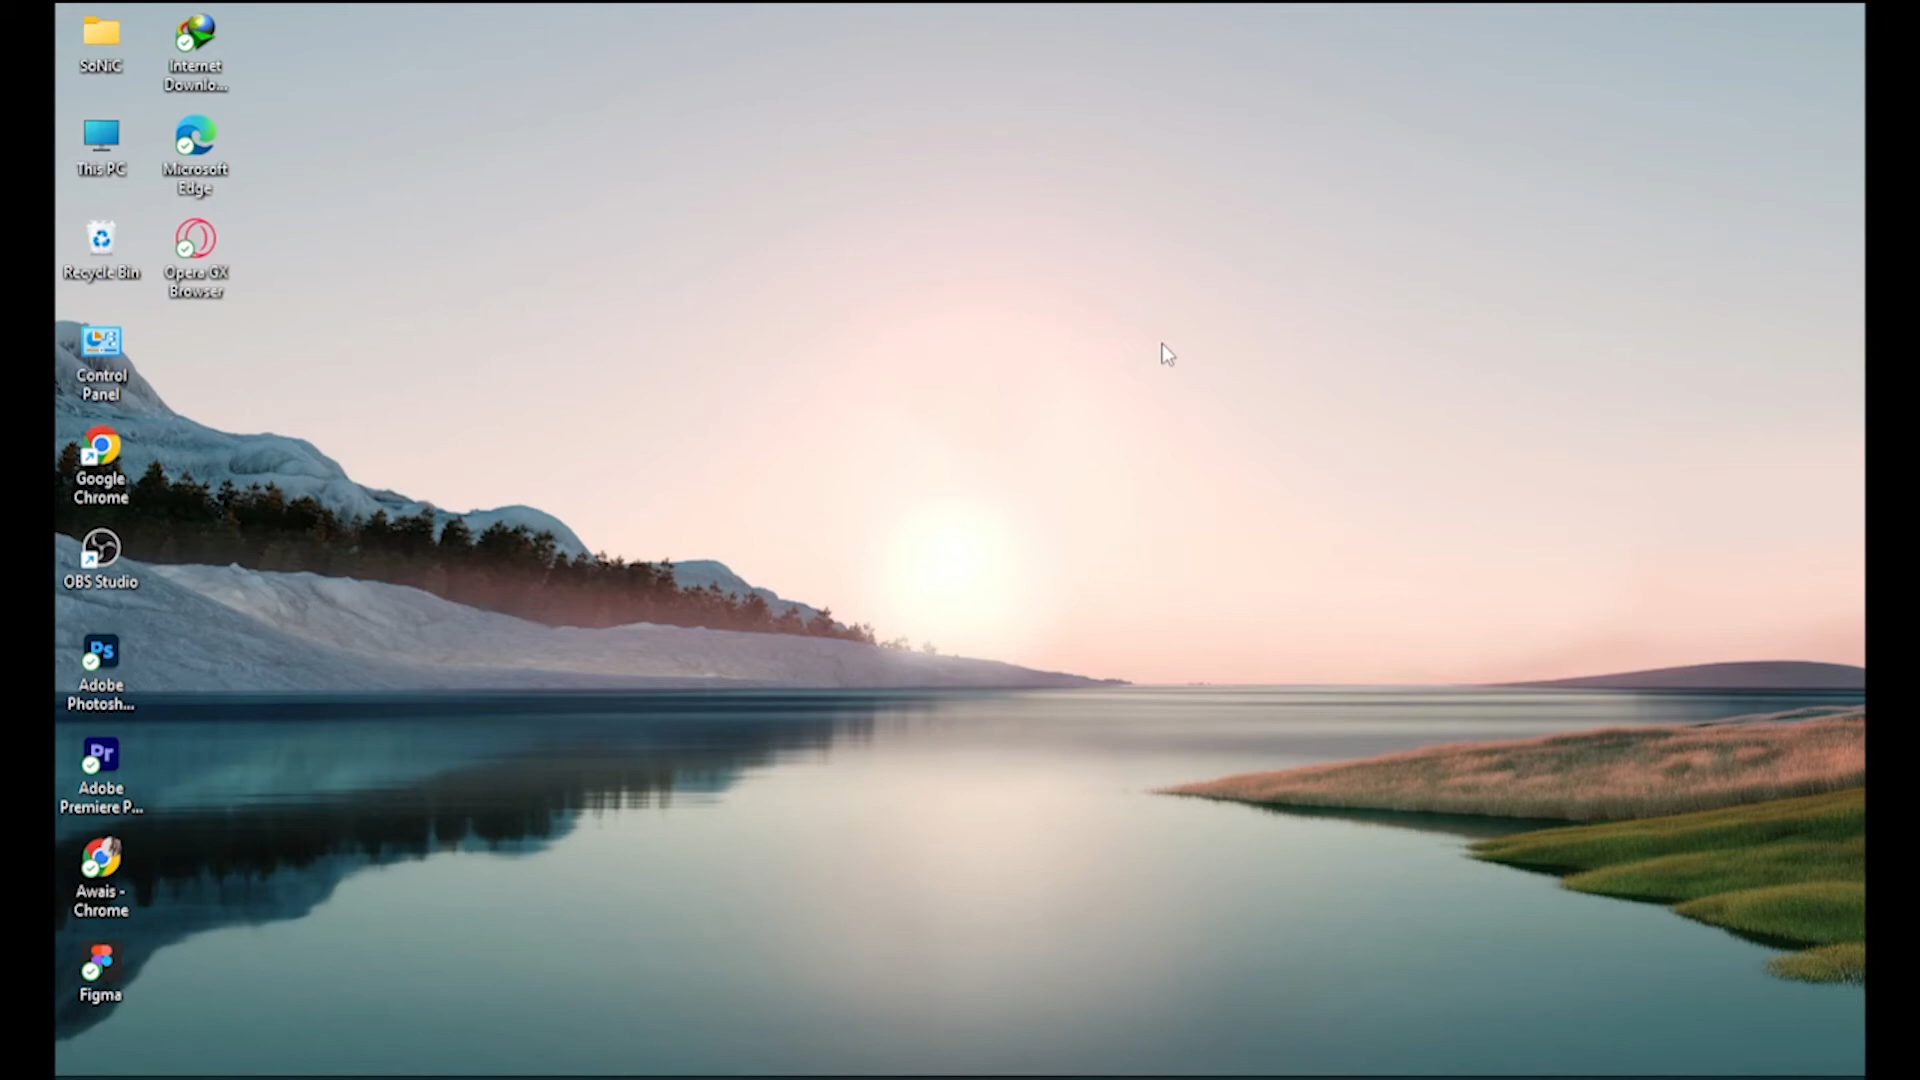 SoNiC
Internet
Downlo...
This PC
Microsoft
Edge
Recycle Bin
Opera GX
Browser
Control
Panel
Google
Chrome
OBS Studio
Ps
Adobe
Photosh...
Pr
Adobe
Premiere P...
Awais -
Chrome
Figma